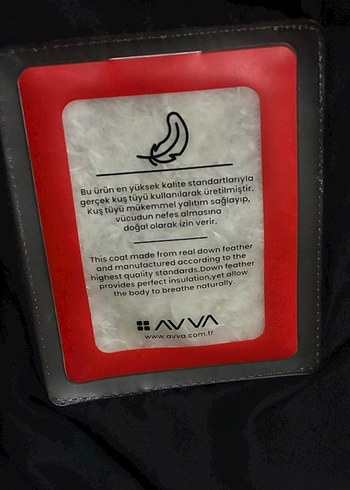 Bu ürün en yüksek kalite standartlarıyla
gerçek kuş tüyü kullanılarak üretilmiştir.
Kuş tüyü mükemmel yalıtım sağlayıp,
vücudun nefes almasına
doğal olarak izin verir.
This coat made from real down feather
and manufactured according to the
highest quality standards.Down feather
provides perfect insulation,yet allow
the body to breathe naturally.
AVVA
www.avva.com.tr